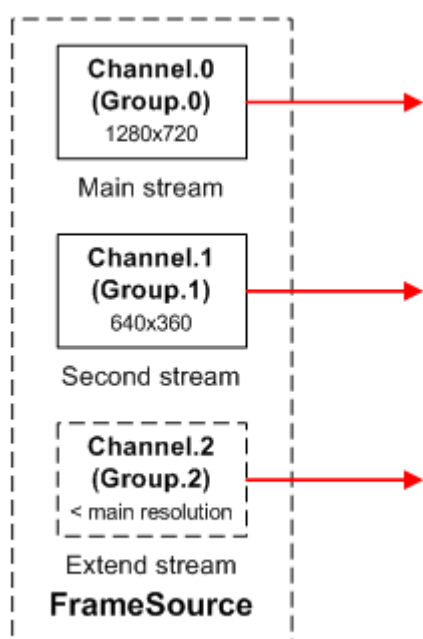 Channel.0
(Group.0)
1280x720
Main stream
Channel.1
(Group.1)
640x360
Second stream
Channel.2
(Group.2)
< main resolution
Extend stream
FrameSource